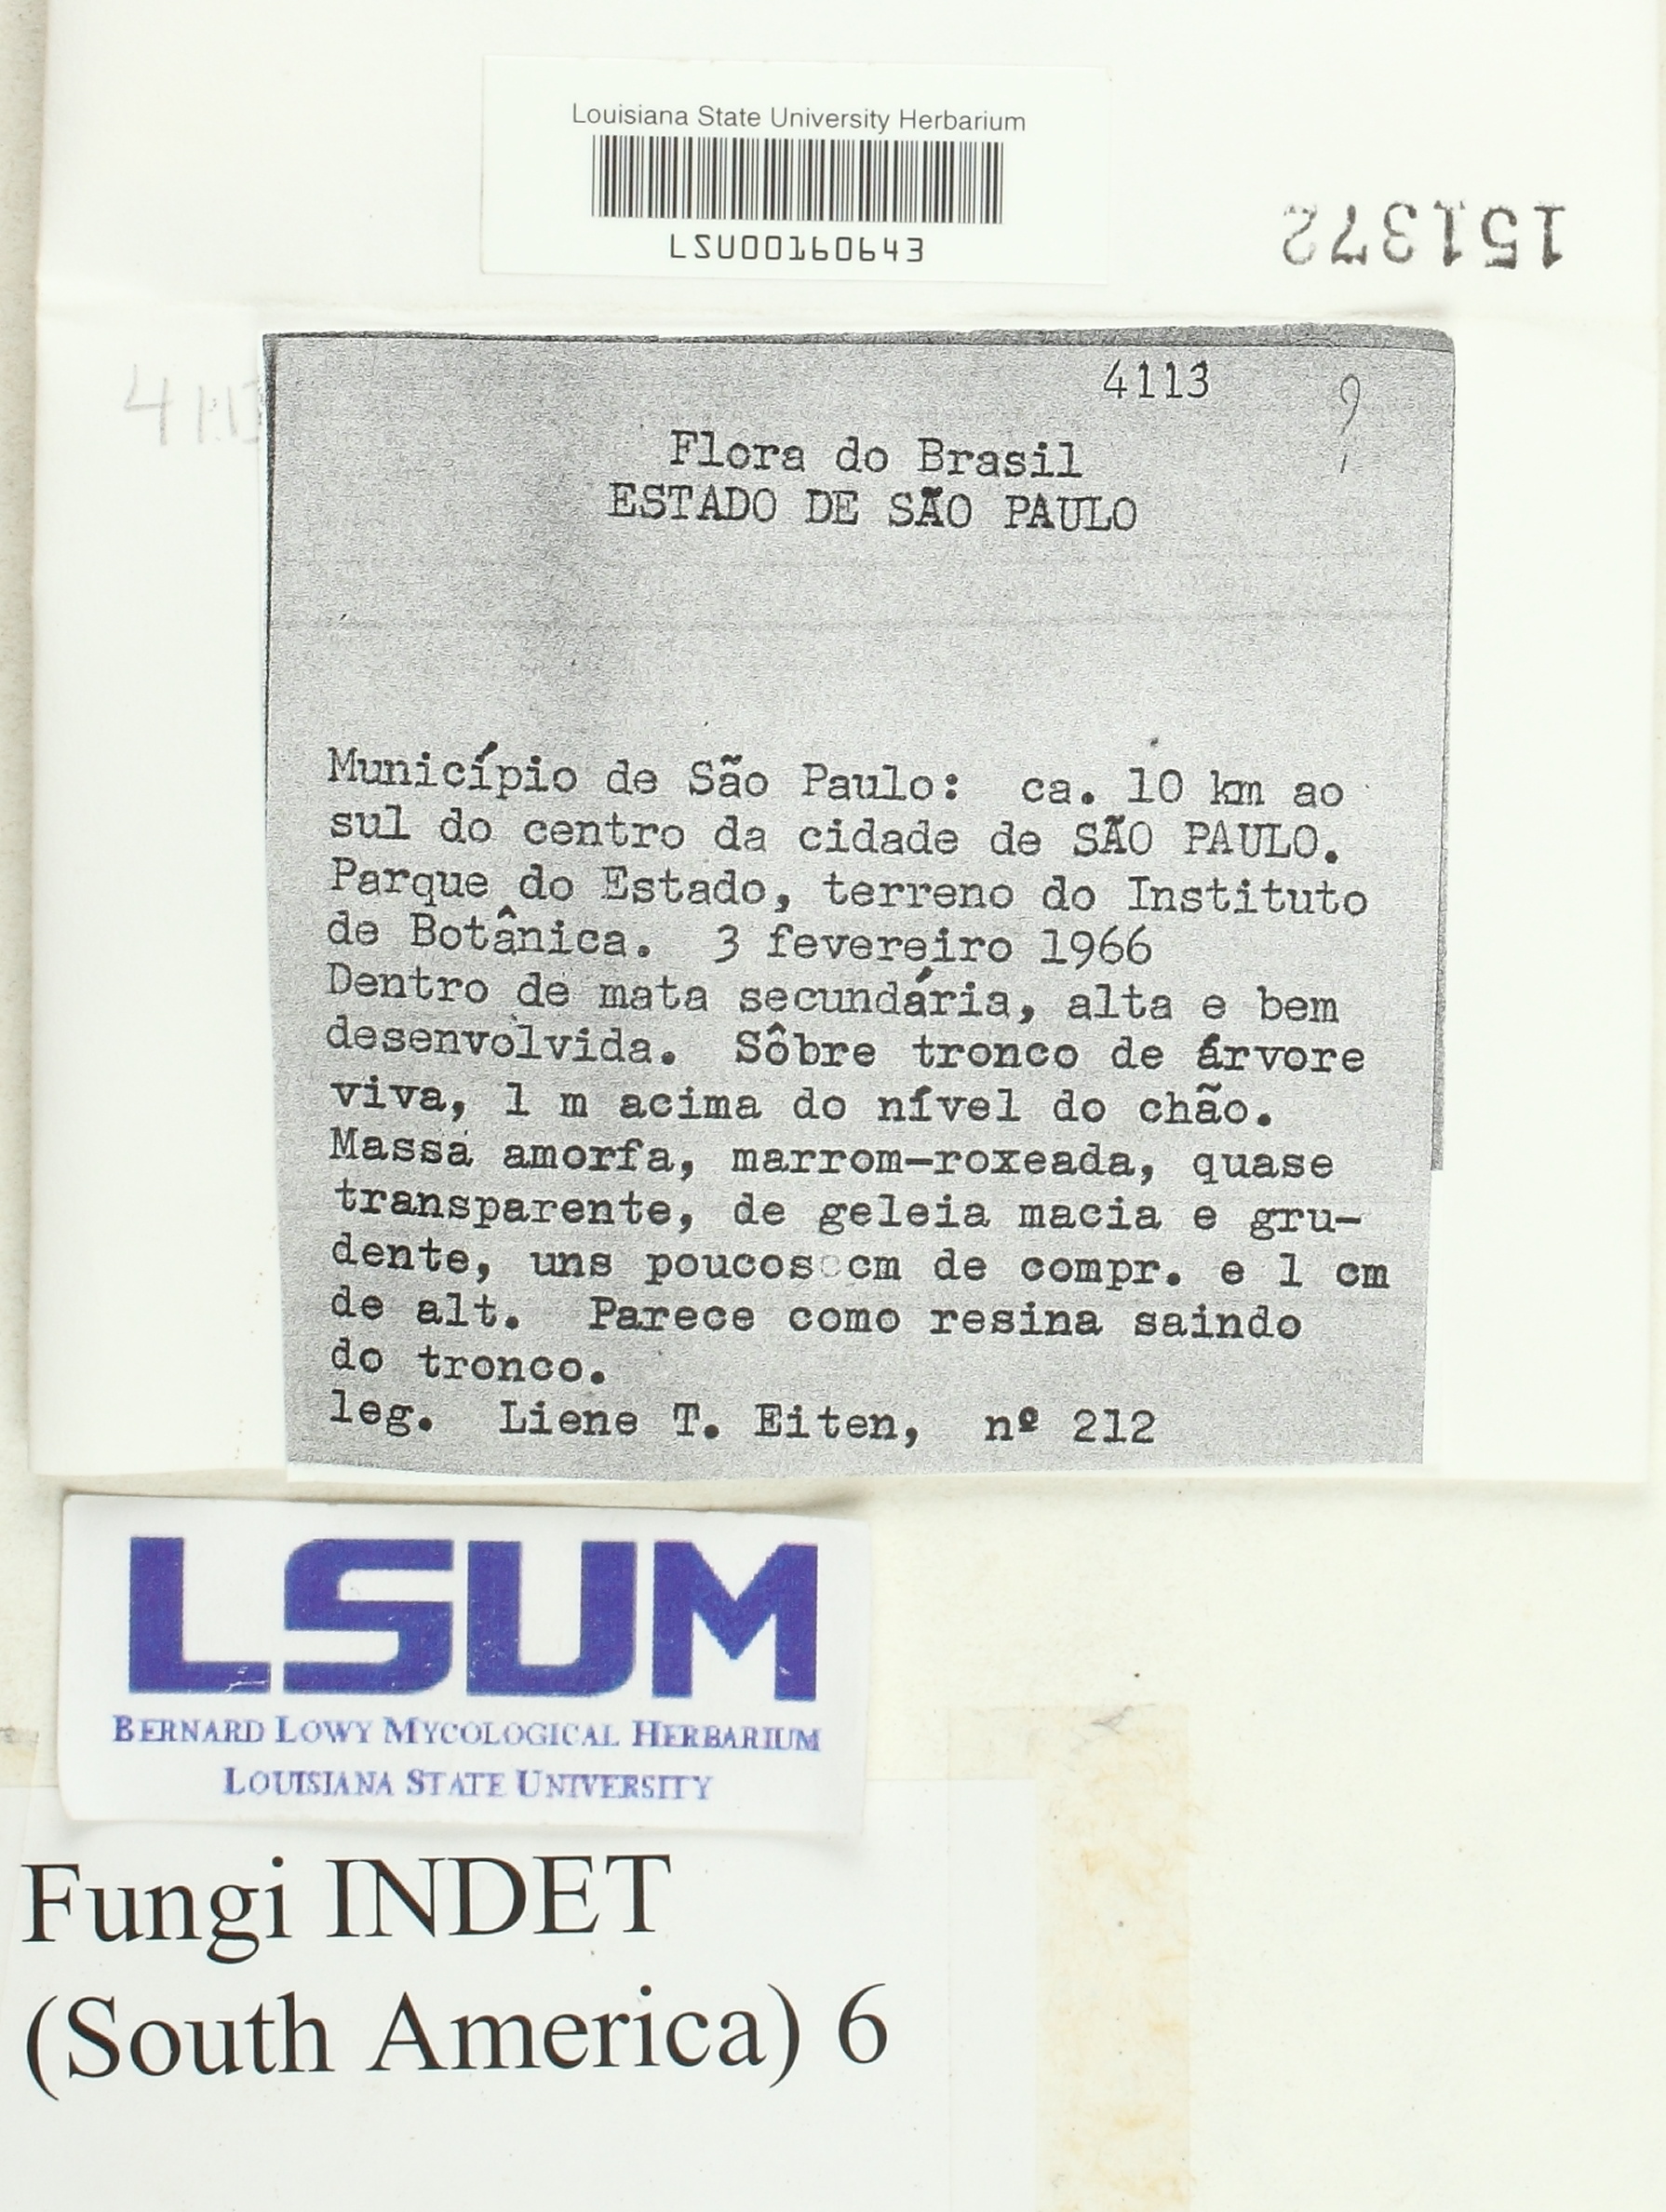 Louisiana State University Herbarium
LSU00160643
151372
4113
4113
Flora do Brasil
ESTADO DE SÃO PAULO
Município de São Paulo: ca. 10 km ao
sul do centro da cidade de SÃO PAULO.
Parque do Estado, terreno do Instituto
de Botânica. 3 fevereiro 1966
Dentro de mata secundária, alta e bem
desenvolvida. Sôbre tronco de árvore
viva, 1 m acima do nível do chão.
Massa amorfa, marrom-roxeada, quase
transparente, de geleia macia e gru-
dente, uns poucos cm de compr. e 1 cm
de alt. Parece como resina saindo
do tronco.
leg. Liene T. Eiten, nº 212
LSUM
BERNARD LOWY MYCOLOGICAL HERBARIUM
LOUISIANA STATE UNIVERSITY
Fungi INDET
(South America) 6